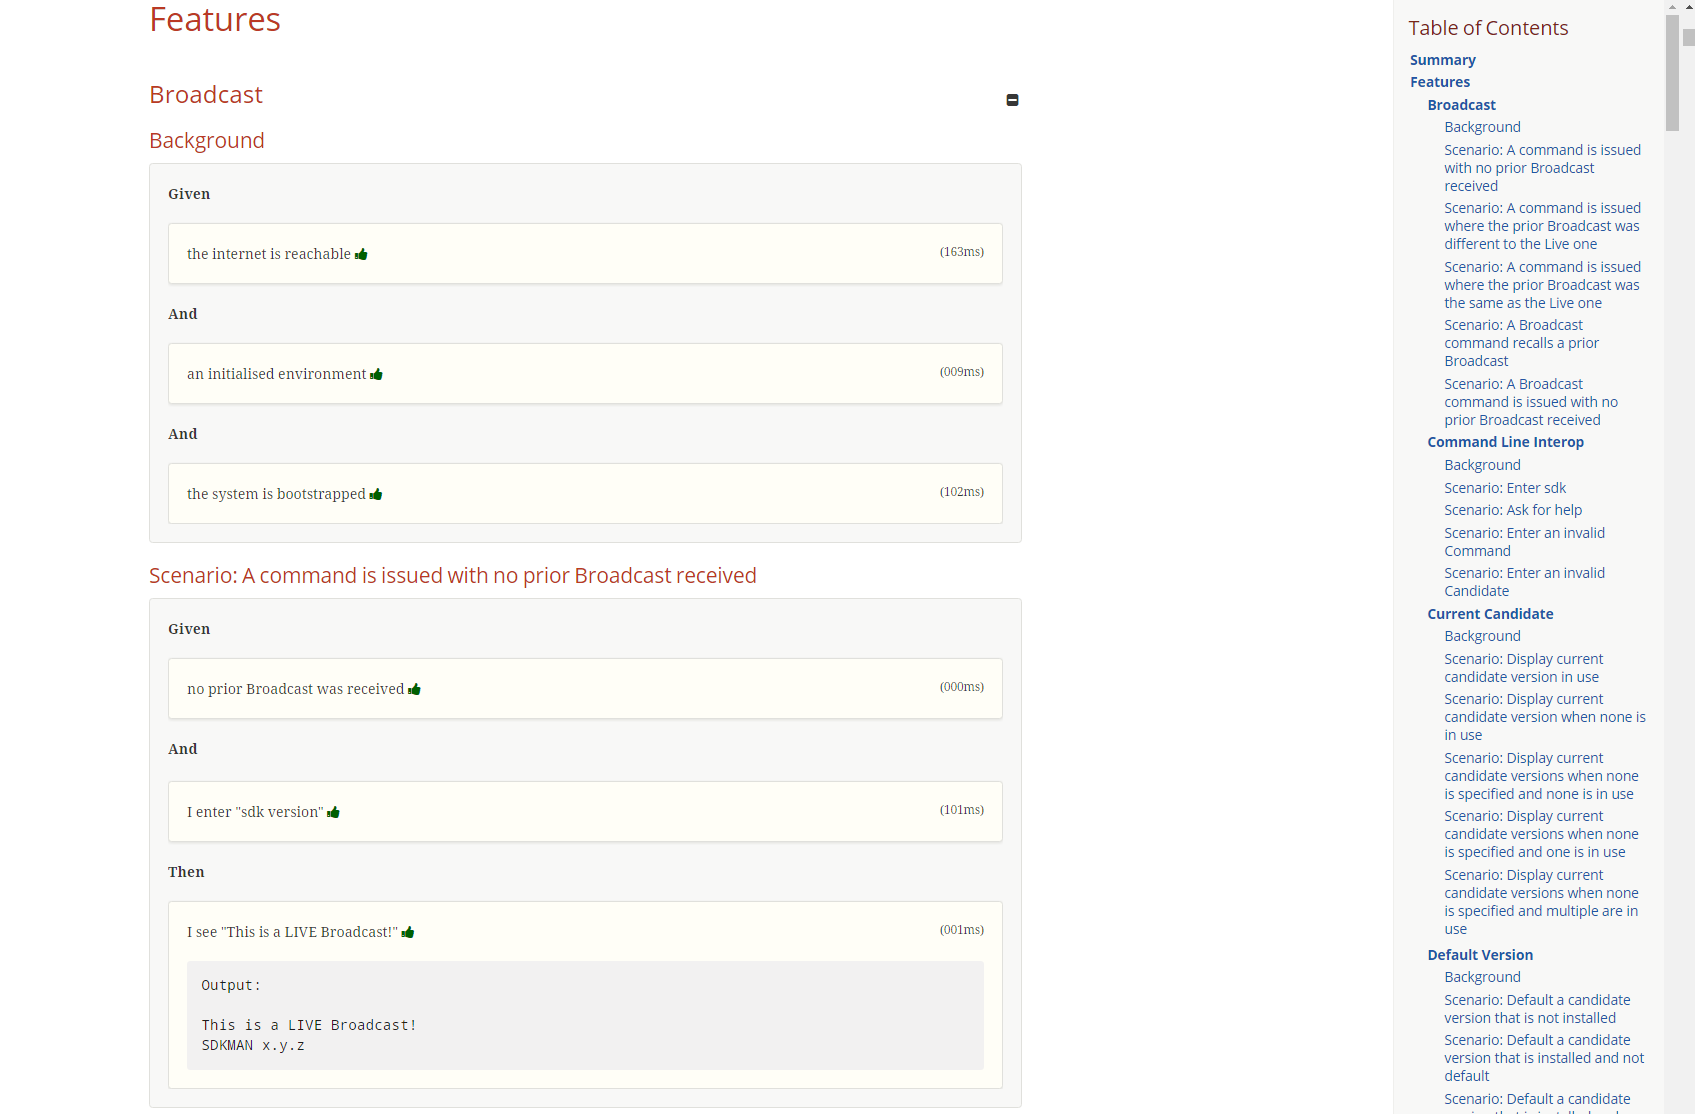 Features
Broadcast
Background
Given
the internet is reachable
(163ms)
And
an initialised environment
(009ms)
And
the system is bootstrapped
(102ms)
Scenario: A command is issued with no prior Broadcast received
Given
no prior Broadcast was received
(000ms)
And
I enter "sdk version"
(101ms)
Then
I see "This is a LIVE Broadcast!"
(001ms)
Output:
This is a LIVE Broadcast!
SDKMAN x.y.z
Table of Contents
Summary
Features
Broadcast
Background
Scenario: A command is issued
with no prior Broadcast
received
Scenario: A command is issued
where the prior Broadcast was
different to the Live one
Scenario: A command is issued
where the prior Broadcast was
the same as the Live one
Scenario: A Broadcast
command recalls a prior
Broadcast
Scenario: A Broadcast
command is issued with no
prior Broadcast received
Command Line Interop
Background
Scenario: Enter sdk
Scenario: Ask for help
Scenario: Enter an invalid
Command
Scenario: Enter an invalid
Candidate
Current Candidate
Background
Scenario: Display current
candidate version in use
Scenario: Display current
candidate version when none is
in use
Scenario: Display current
candidate versions when none
is specified and none is in use
Scenario: Display current
candidate versions when none
is specified and one is in use
Scenario: Display current
candidate versions when none
is specified and multiple are in
use
Default Version
Background
Scenario: Default a candidate
version that is not installed
Scenario: Default a candidate
version that is installed and not
default
Scenario: Default a candidate